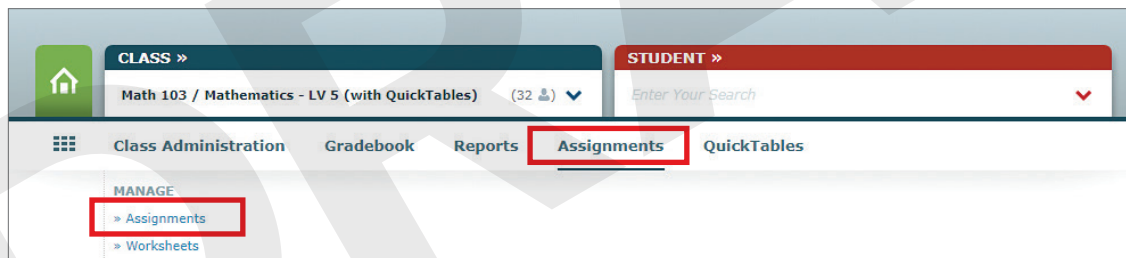 CLASS »
STUDENT »
Math 103 / Mathematics - LV 5 (with QuickTables) (32)
Enter Your Search
Class Administration Gradebook Reports Assignments QuickTables
MANAGE
» Assignments
» Worksheets